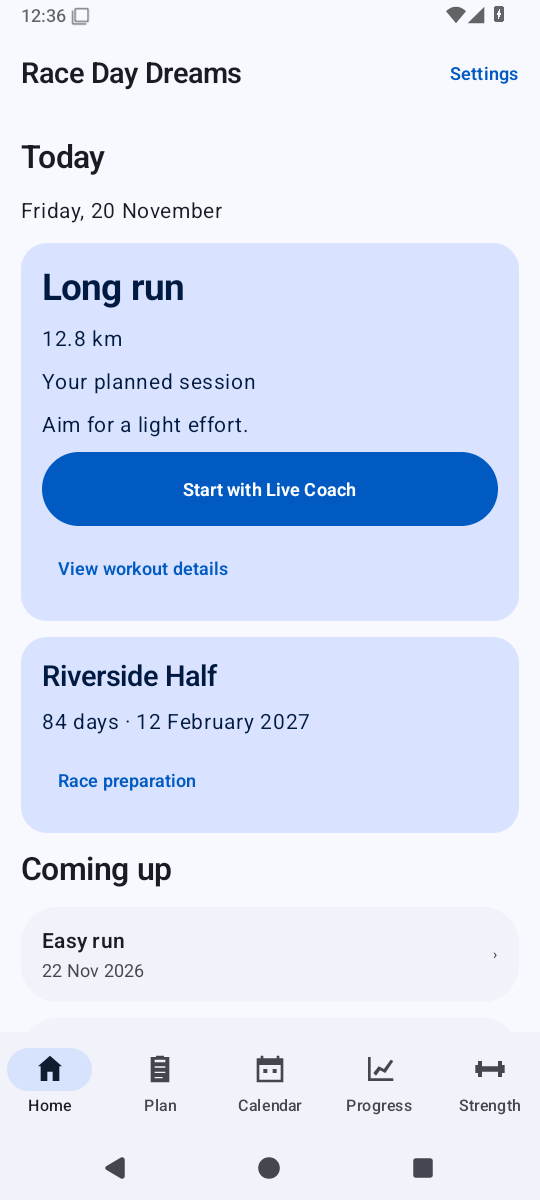 12:36
Race Day Dreams
Settings
Today
Friday, 20 November
Long run
12.8 km
Your planned session
Aim for a light effort.
Start with Live Coach
View workout details
Riverside Half
84 days · 12 February 2027
Race preparation
Coming up
Easy run
22 Nov 2026
›
Home
Plan
Calendar
Progress
Strength